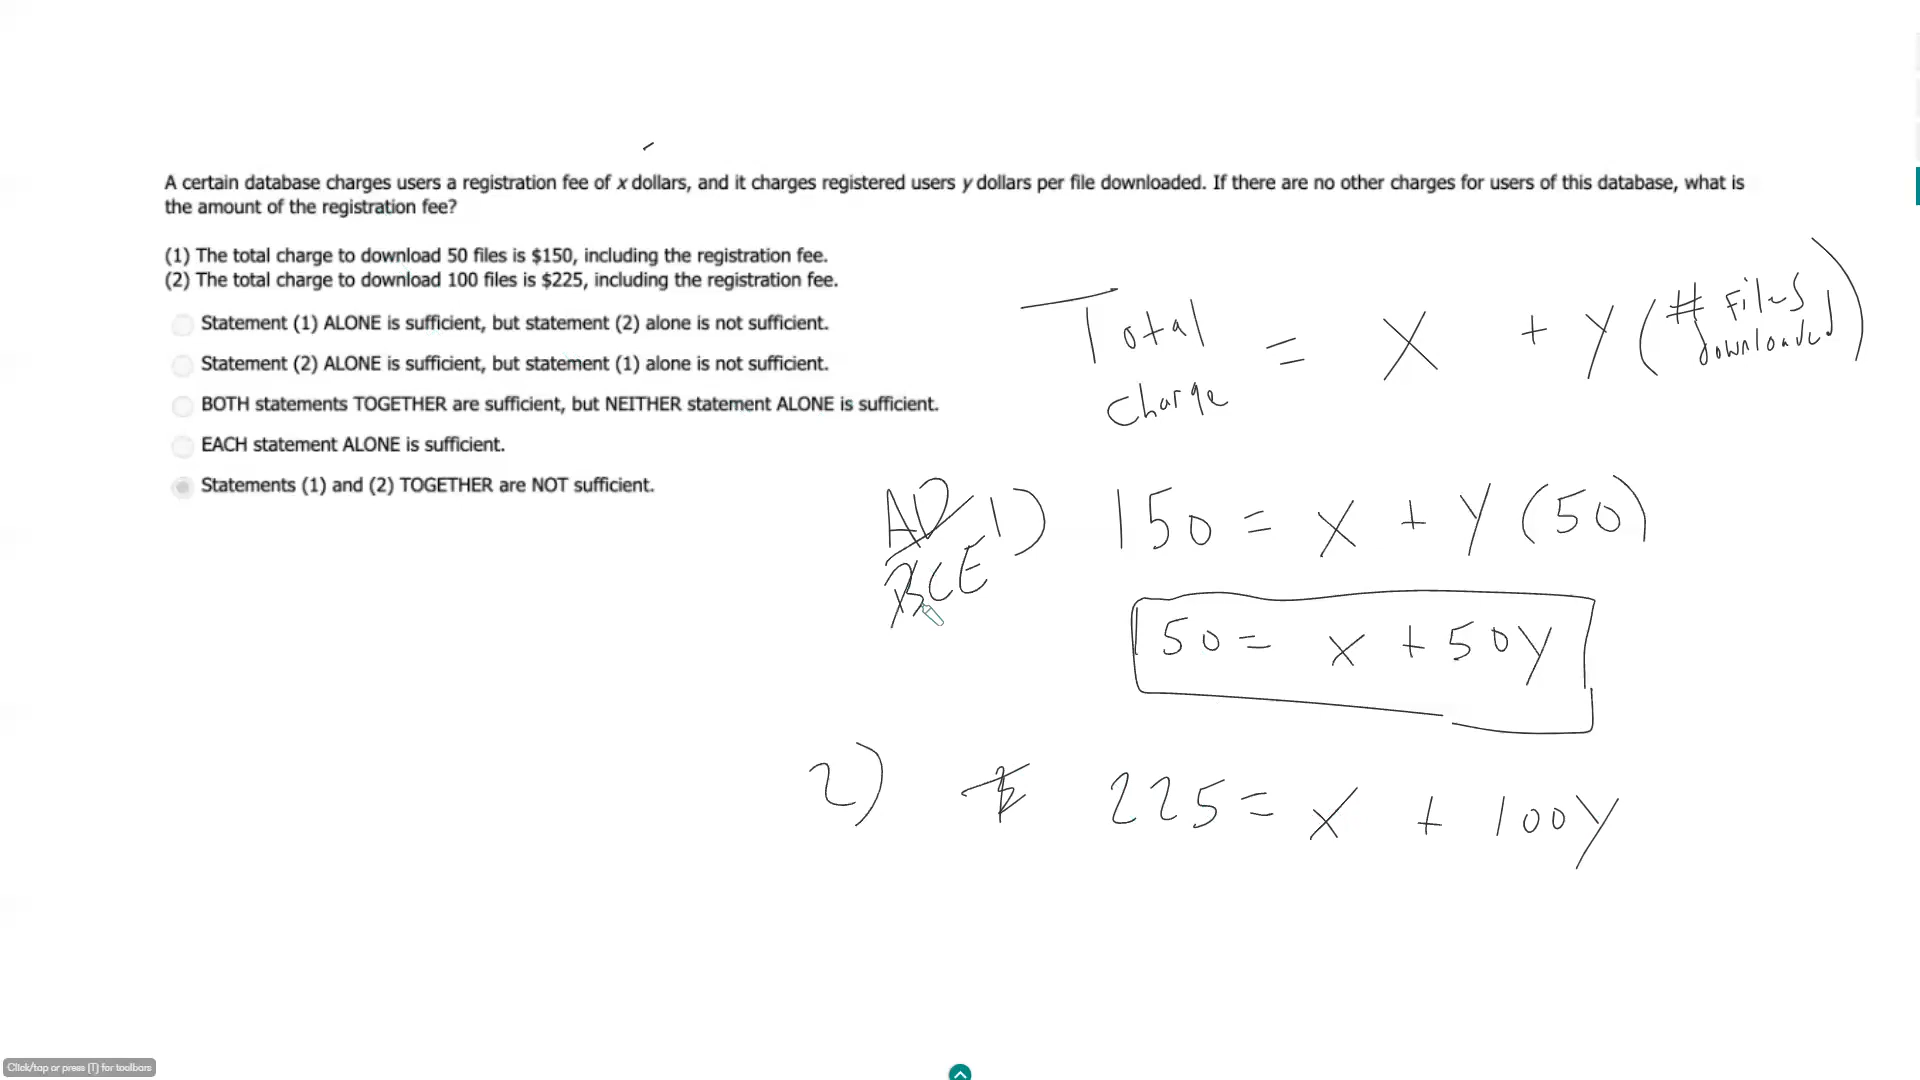 A certain database charges users a registration fee of x dollars, and it charges registered users y dollars per file downloaded. If there are no other charges for users of this database, what is
the amount of the registration fee?
(1) The total charge to download 50 files is $150, including the registration fee.
(2) The total charge to download 100 files is $225, including the registration fee.
Statement (1) ALONE is sufficient, but statement (2) alone is not sufficient.
Statement (2) ALONE is sufficient, but statement (1) alone is not sufficient.
BOTH statements TOGETHER are sufficient, but NEITHER statement ALONE is sufficient.
EACH statement ALONE is sufficient.
Statements (1) and (2) TOGETHER are NOT sufficient.
Total charge = X + Y (# Files downloaded)
AD
BCE
1) 150 = X + Y (50)
150 = X + 50Y
2) 225 = X + 100Y
Click/tap or press [T] for toolbars